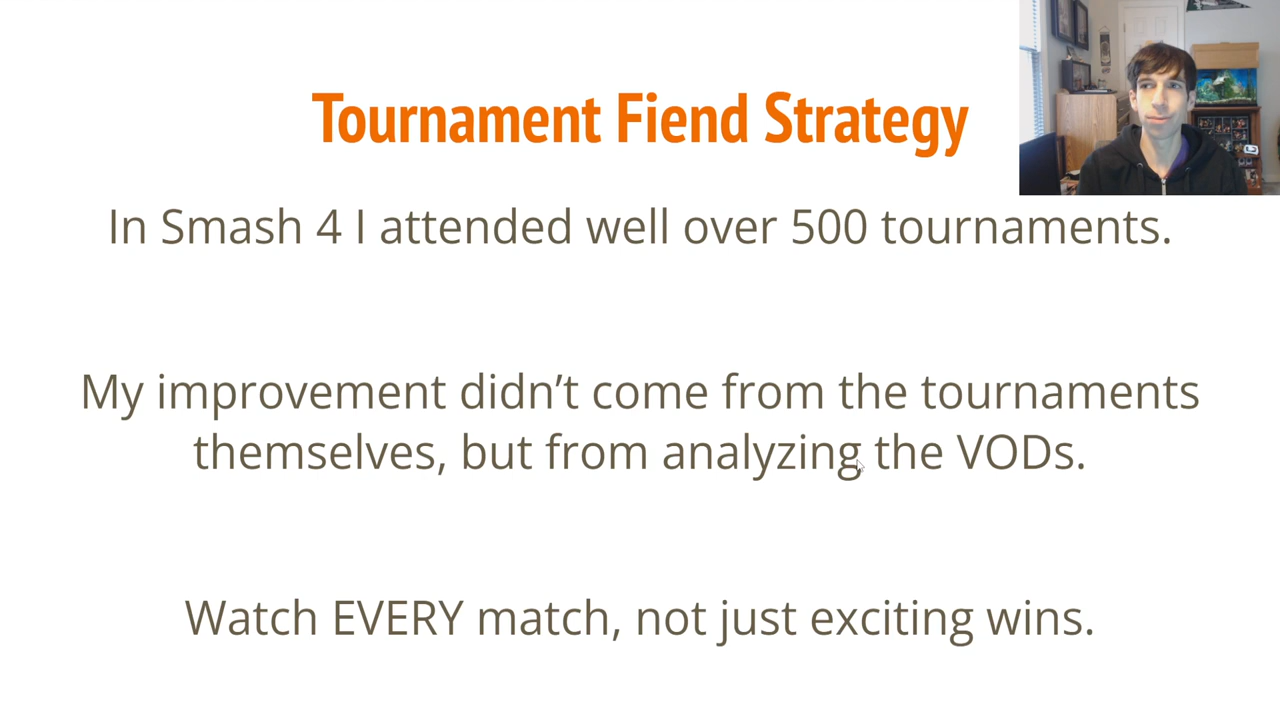 Tournament Fiend Strategy
In Smash 4 I attended well over 500 tournaments.
My improvement didn’t come from the tournaments
themselves, but from analyzing the VODs.
Watch EVERY match, not just exciting wins.